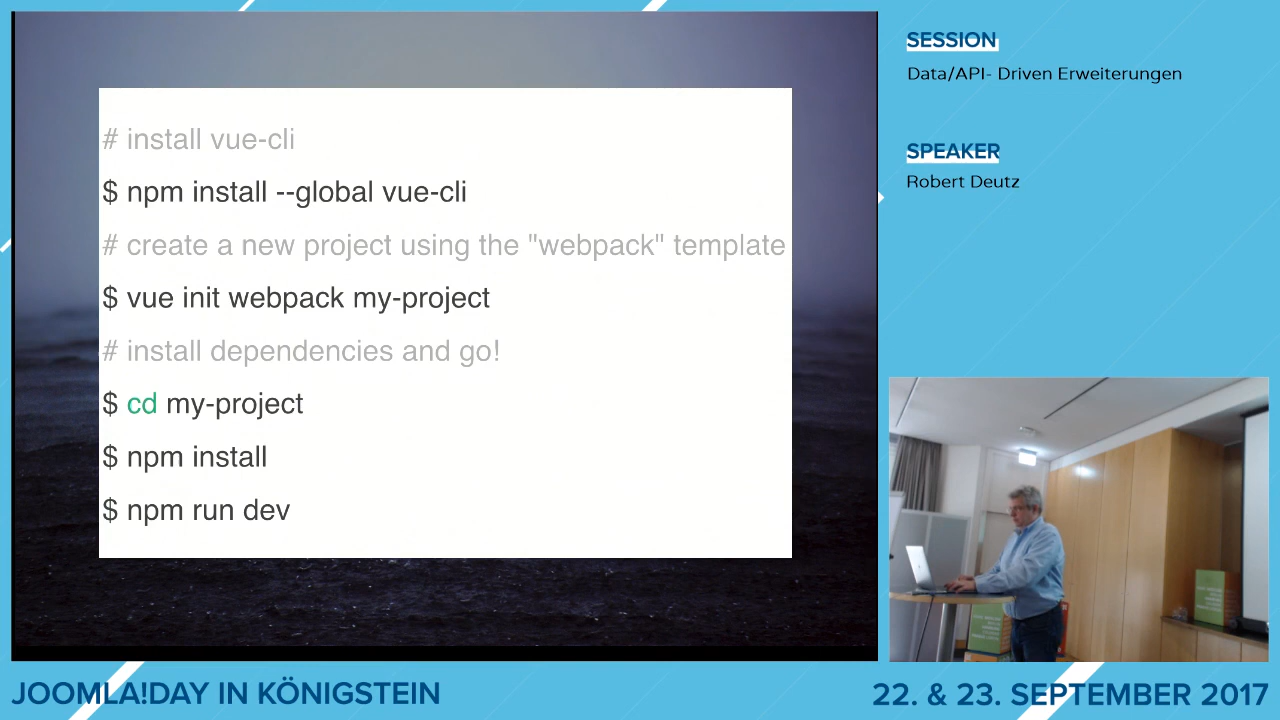 # install vue-cli
$ npm install --global vue-cli
# create a new project using the "webpack" template
$ vue init webpack my-project
# install dependencies and go!
$ cd my-project
$ npm install
$ npm run dev
SESSION
Data/API- Driven Erweiterungen
SPEAKER
Robert Deutz
JOOMLA!DAY IN KÖNIGSTEIN
22. & 23. SEPTEMBER 2017